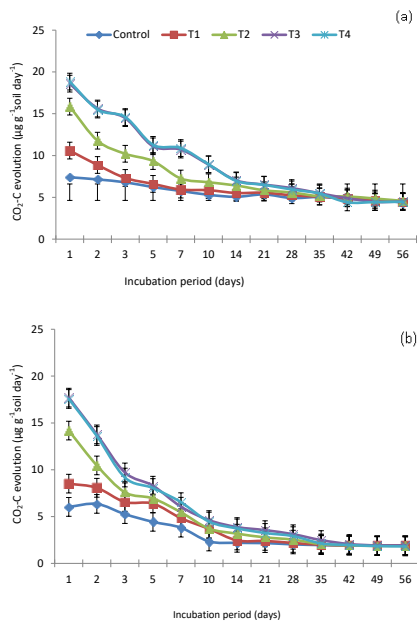 (a)
Control T1 T2 T3 T4
25
20
15
10
5
0
CO₂-C evolution (µg g⁻¹soil day⁻¹)
1 2 3 5 7 10 14 21 28 35 42 49 56
Incubation period (days)
(b)
25
20
15
10
5
0
CO₂-C evolution (µg g⁻¹soil day⁻¹)
1 2 3 5 7 10 14 21 28 35 42 49 56
Incubation period (days)